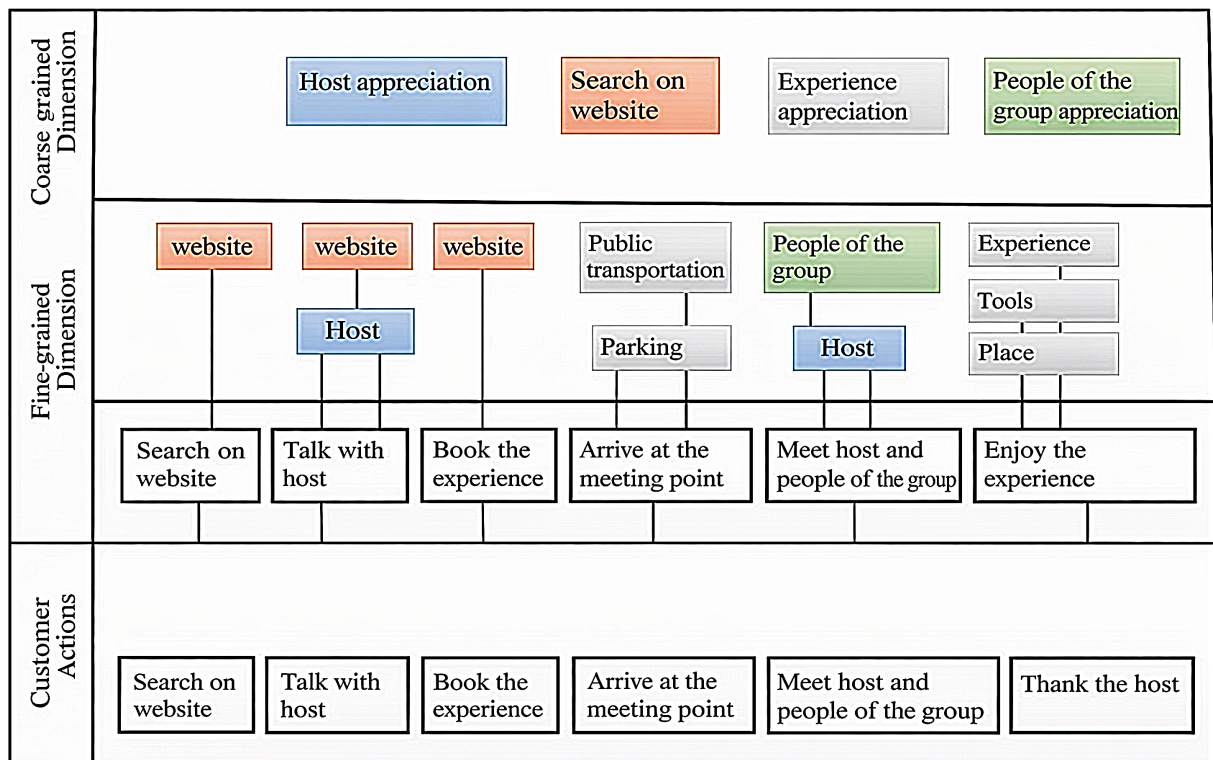 Coarse grained
Dimension
Host appreciation
Search on
website
Experience
appreciation
People of the
group appreciation
Fine-grained
Dimension
website
website
website
Public
transportation
People of the
group
Experience
Tools
Host
Parking
Host
Place
Search on
website
Talk with
host
Book the
experience
Arrive at the
meeting point
Meet host and
people of the group
Enjoy the
experience
Customer
Actions
Search on
website
Talk with
host
Book the
experience
Arrive at the
meeting point
Meet host and
people of the group
Thank the host